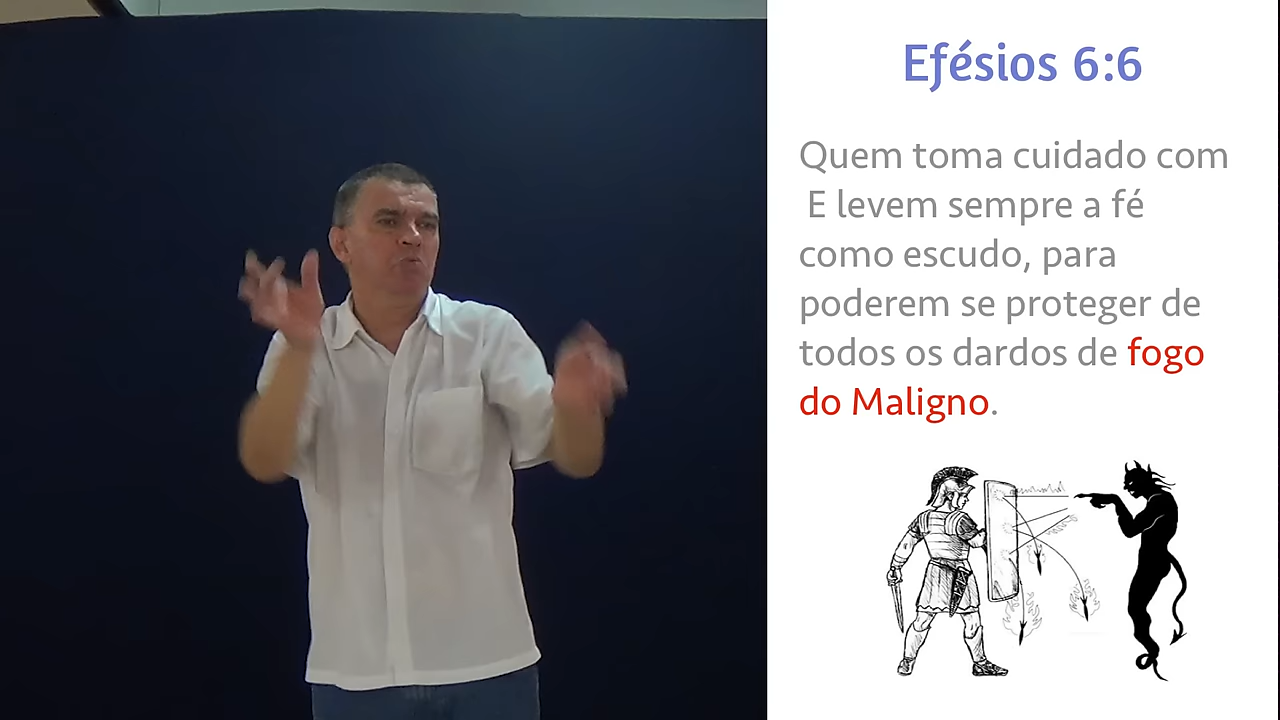 Efésios 6:6
Quem toma cuidado com
E levem sempre a fé
como escudo, para
poderem se proteger de
todos os dardos de fogo
do Maligno.